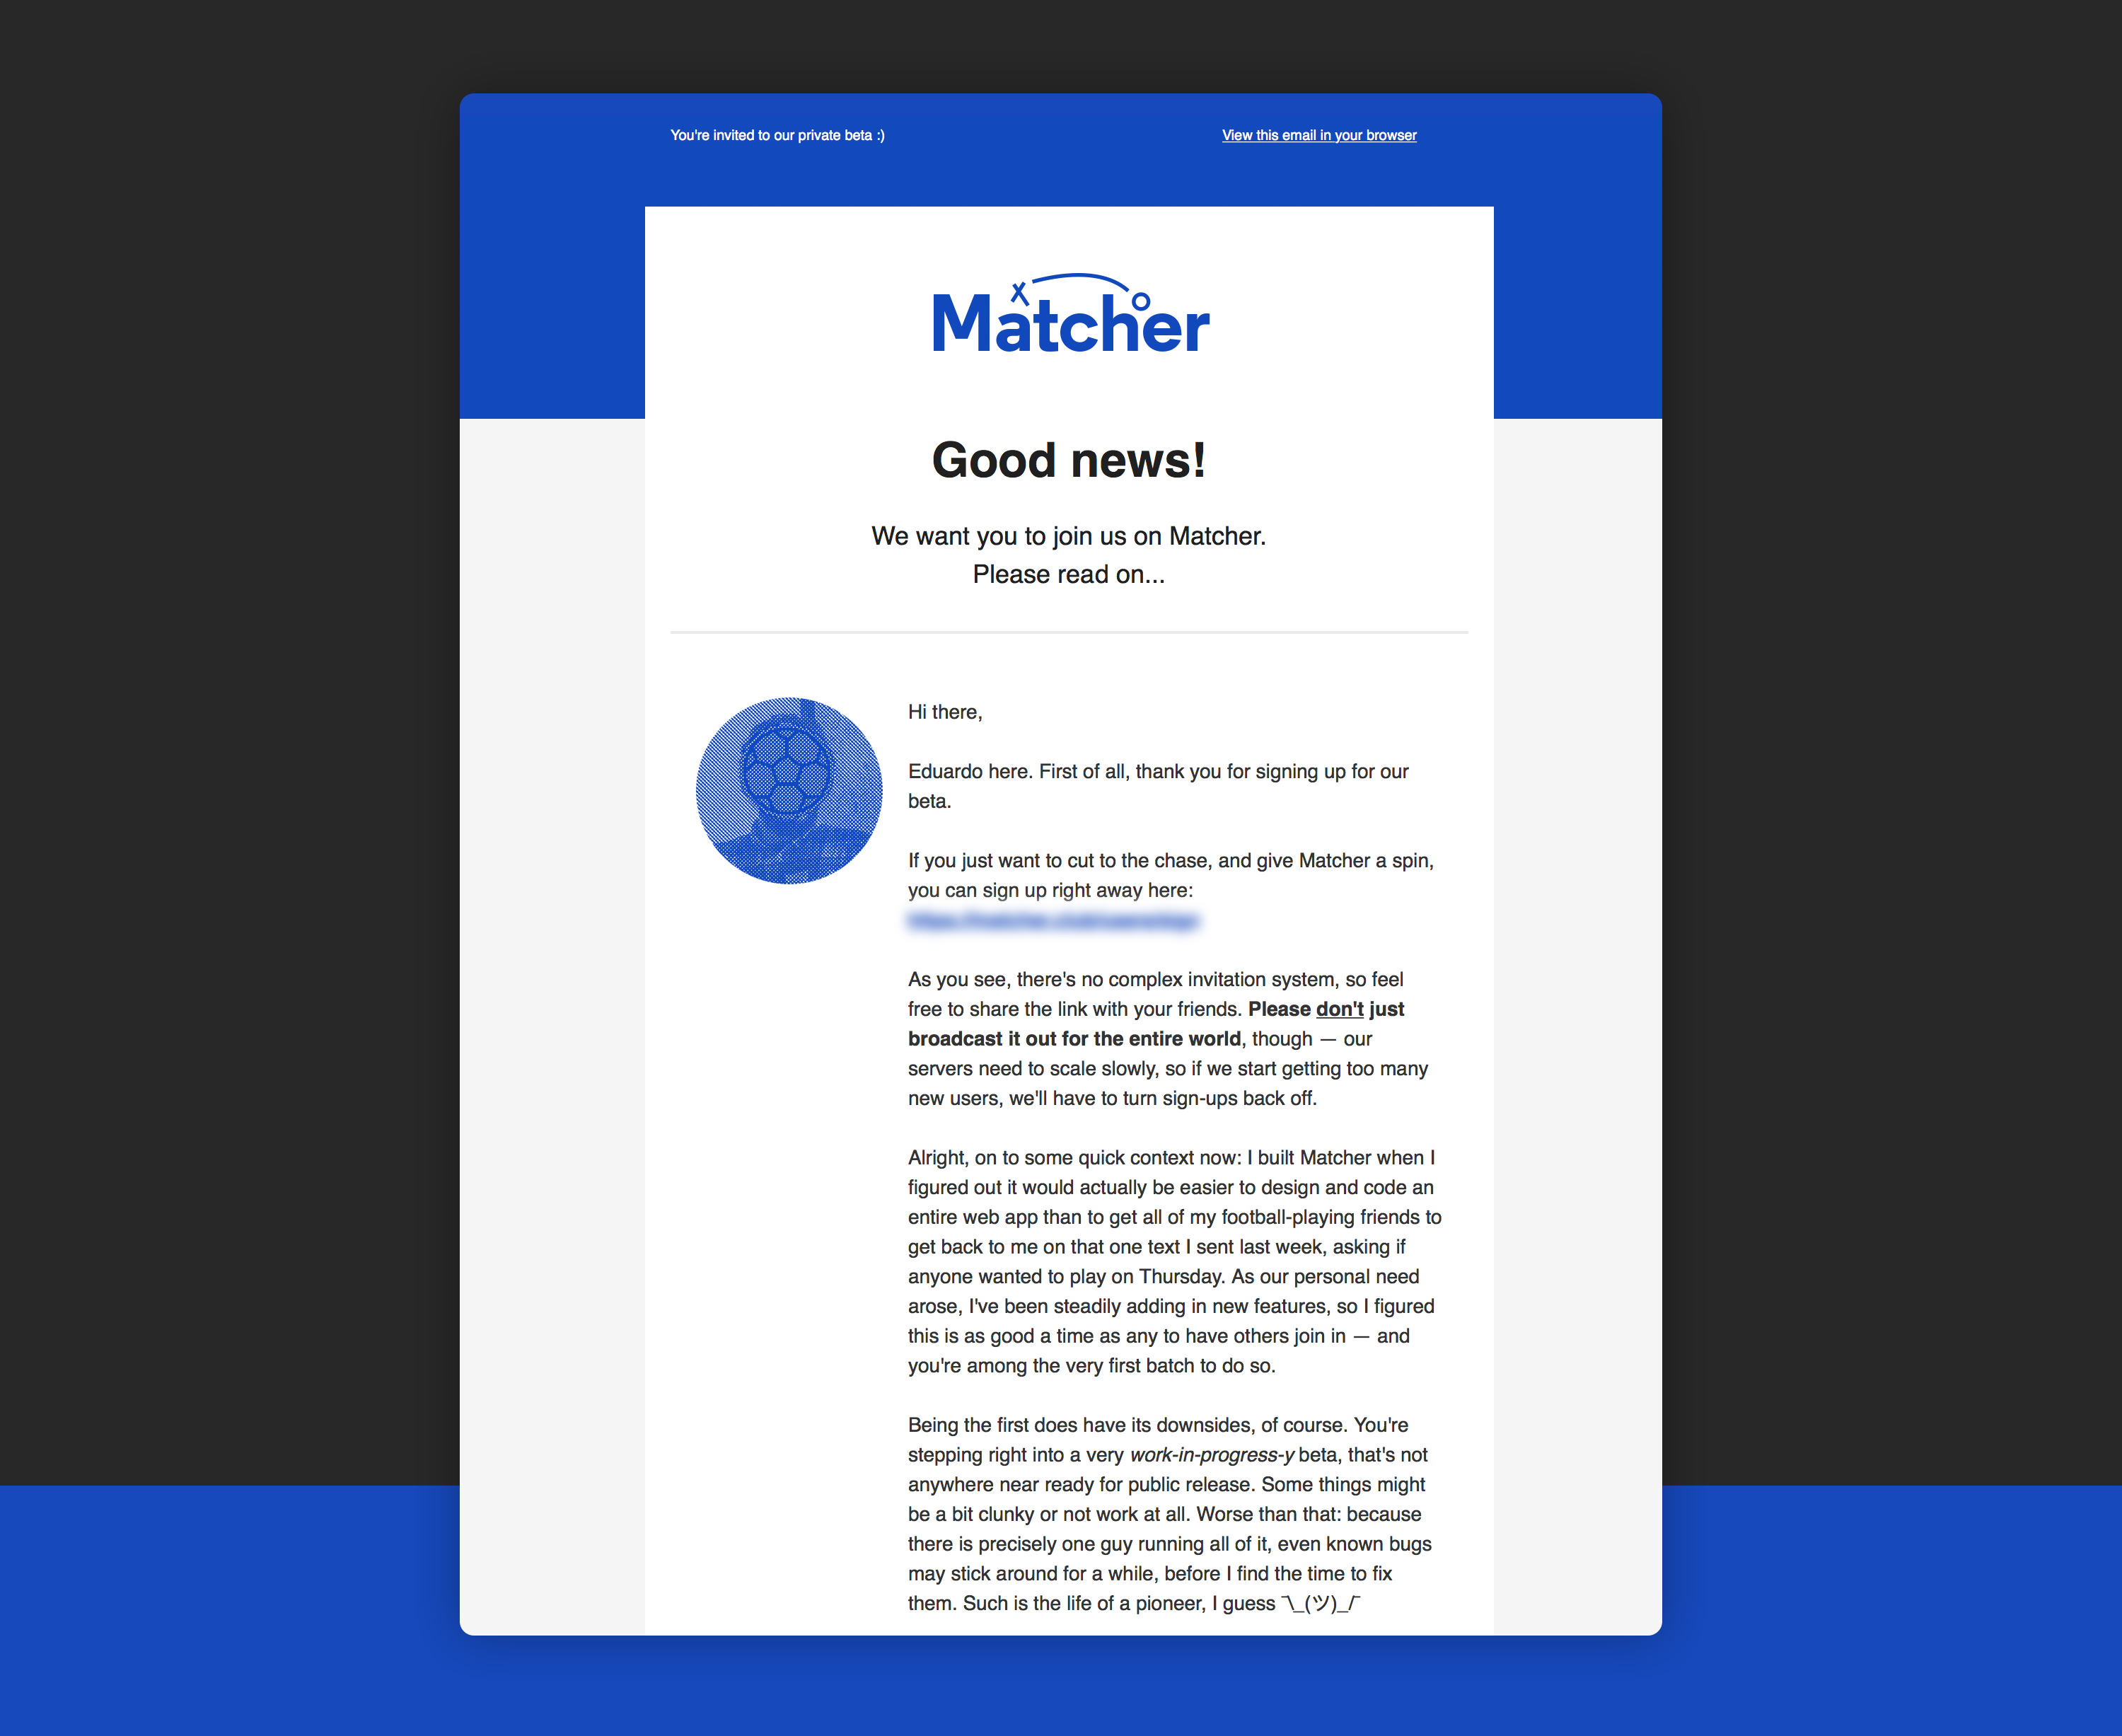 You're invited to our private beta :)
View this email in your browser
Matcher
Good news!
We want you to join us on Matcher.
Please read on...
Hi there,
Eduardo here. First of all, thank you for signing up for our
beta.
If you just want to cut to the chase, and give Matcher a spin,
you can sign up right away here:
As you see, there's no complex invitation system, so feel
free to share the link with your friends. Please don't just
broadcast it out for the entire world, though — our
servers need to scale slowly, so if we start getting too many
new users, we'll have to turn sign-ups back off.
Alright, on to some quick context now: I built Matcher when I
figured out it would actually be easier to design and code an
entire web app than to get all of my football-playing friends to
get back to me on that one text I sent last week, asking if
anyone wanted to play on Thursday. As our personal need
arose, I've been steadily adding in new features, so I figured
this is as good a time as any to have others join in — and
you're among the very first batch to do so.
Being the first does have its downsides, of course. You're
stepping right into a very work-in-progress-y beta, that's not
anywhere near ready for public release. Some things might
be a bit clunky or not work at all. Worse than that: because
there is precisely one guy running all of it, even known bugs
may stick around for a while, before I find the time to fix
them. Such is the life of a pioneer, I guess ¯\_(ツ)_/¯